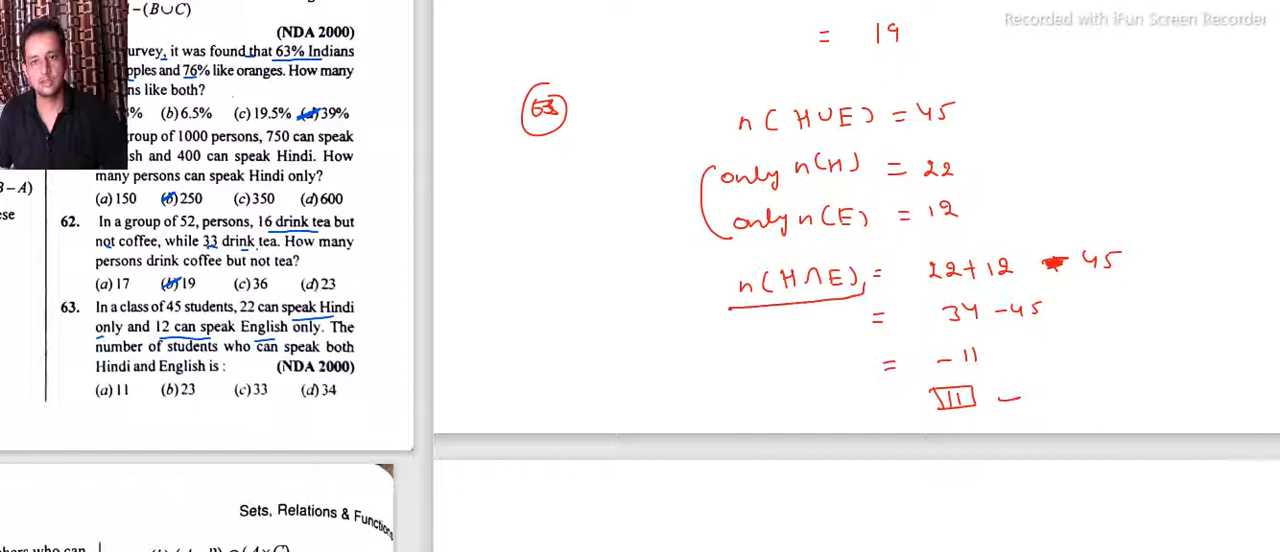 –(B∪C)
(NDA 2000)
urvey, it was found that 63% Indians
pples and 76% like oranges. How many
ns like both?
% (b) 6.5% (c) 19.5% (d) 39%
roup of 1000 persons, 750 can speak
sh and 400 can speak Hindi. How
many persons can speak Hindi only?
(a) 150 (b) 250 (c) 350 (d) 600
62. In a group of 52, persons, 16 drink tea but
not coffee, while 33 drink tea. How many
persons drink coffee but not tea?
(a) 17 (b) 19 (c) 36 (d) 23
63. In a class of 45 students, 22 can speak Hindi
only and 12 can speak English only. The
number of students who can speak both
Hindi and English is : (NDA 2000)
(a) 11 (b) 23 (c) 33 (d) 34
B – A)
ese
Sets, Relations & Function
Recorded with iFun Screen Recorder
= 19
63
n(H∪E) = 45
only n(H) = 22
only n(E) = 12
n(H∩E) = 22+12 - 45
= 34 - 45
= - 11